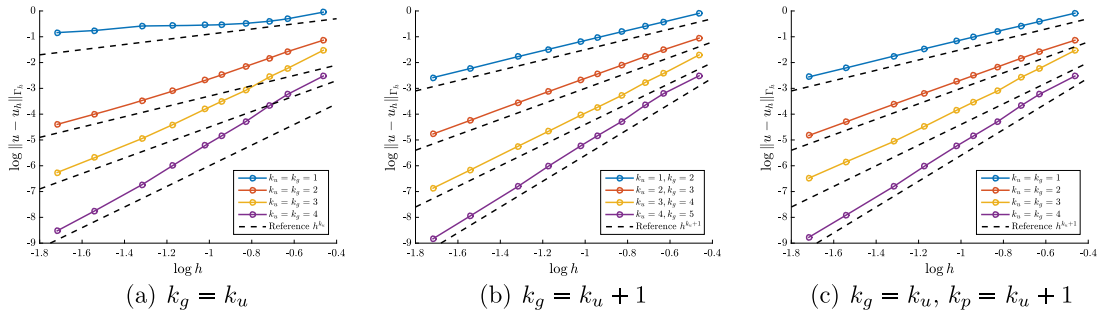 0
-1
-2
-3
-4
-5
-6
-7
-8
-9
log ‖u − u_h‖_{Γ_h}
-1.8 -1.6 -1.4 -1.2 -1 -0.8 -0.6 -0.4
log h
k_u = k_g = 1
k_u = k_g = 2
k_u = k_g = 3
k_u = k_g = 4
Reference h^{k_u}
(a) k_g = k_u
0
-1
-2
-3
-4
-5
-6
-7
-8
-9
log ‖u − u_h‖_{Γ_h}
-1.8 -1.6 -1.4 -1.2 -1 -0.8 -0.6 -0.4
log h
k_u = 1, k_g = 2
k_u = 2, k_g = 3
k_u = 3, k_g = 4
k_u = 4, k_g = 5
Reference h^{k_u+1}
(b) k_g = k_u + 1
0
-1
-2
-3
-4
-5
-6
-7
-8
-9
log ‖u − u_h‖_{Γ_h}
-1.8 -1.6 -1.4 -1.2 -1 -0.8 -0.6 -0.4
log h
k_u = k_g = 1
k_u = k_g = 2
k_u = k_g = 3
k_u = k_g = 4
Reference h^{k_u+1}
(c) k_g = k_u, k_p = k_u + 1